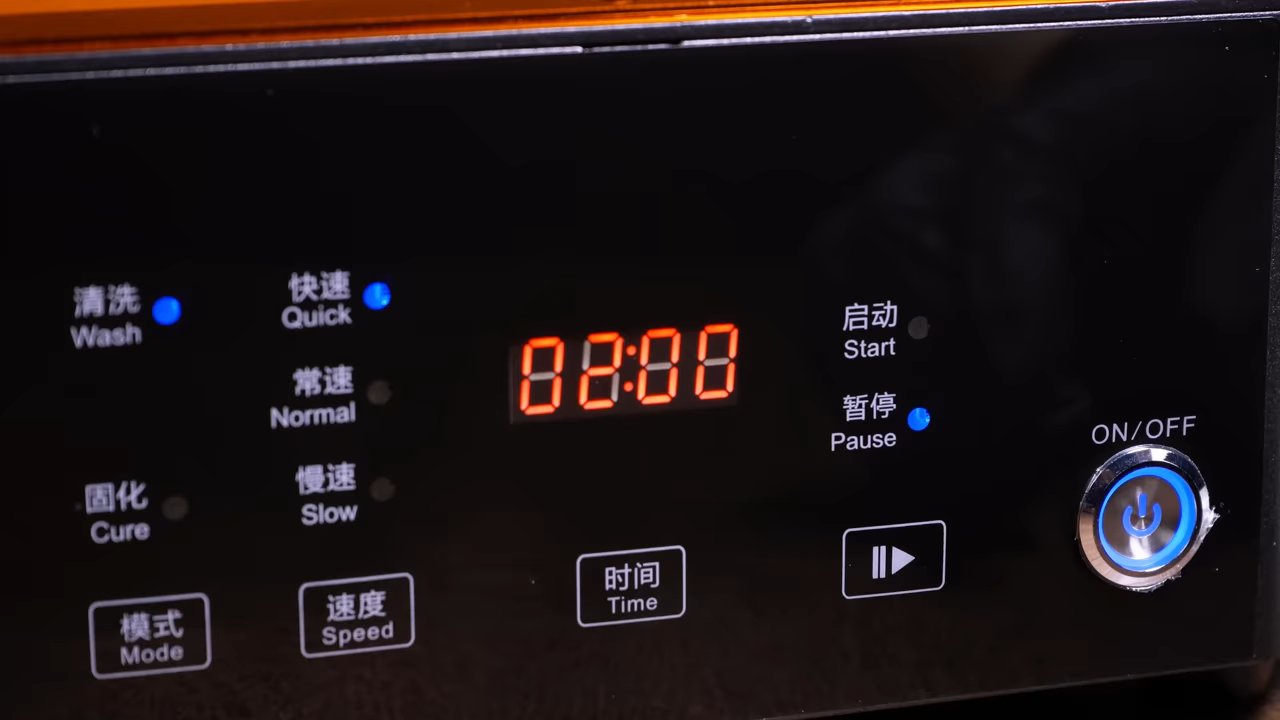 清洗
Wash
快速
Quick
常速
Normal
慢速
Slow
固化
Cure
模式
Mode
速度
Speed
02:00
时间
Time
启动
Start
暂停
Pause
ON/OFF